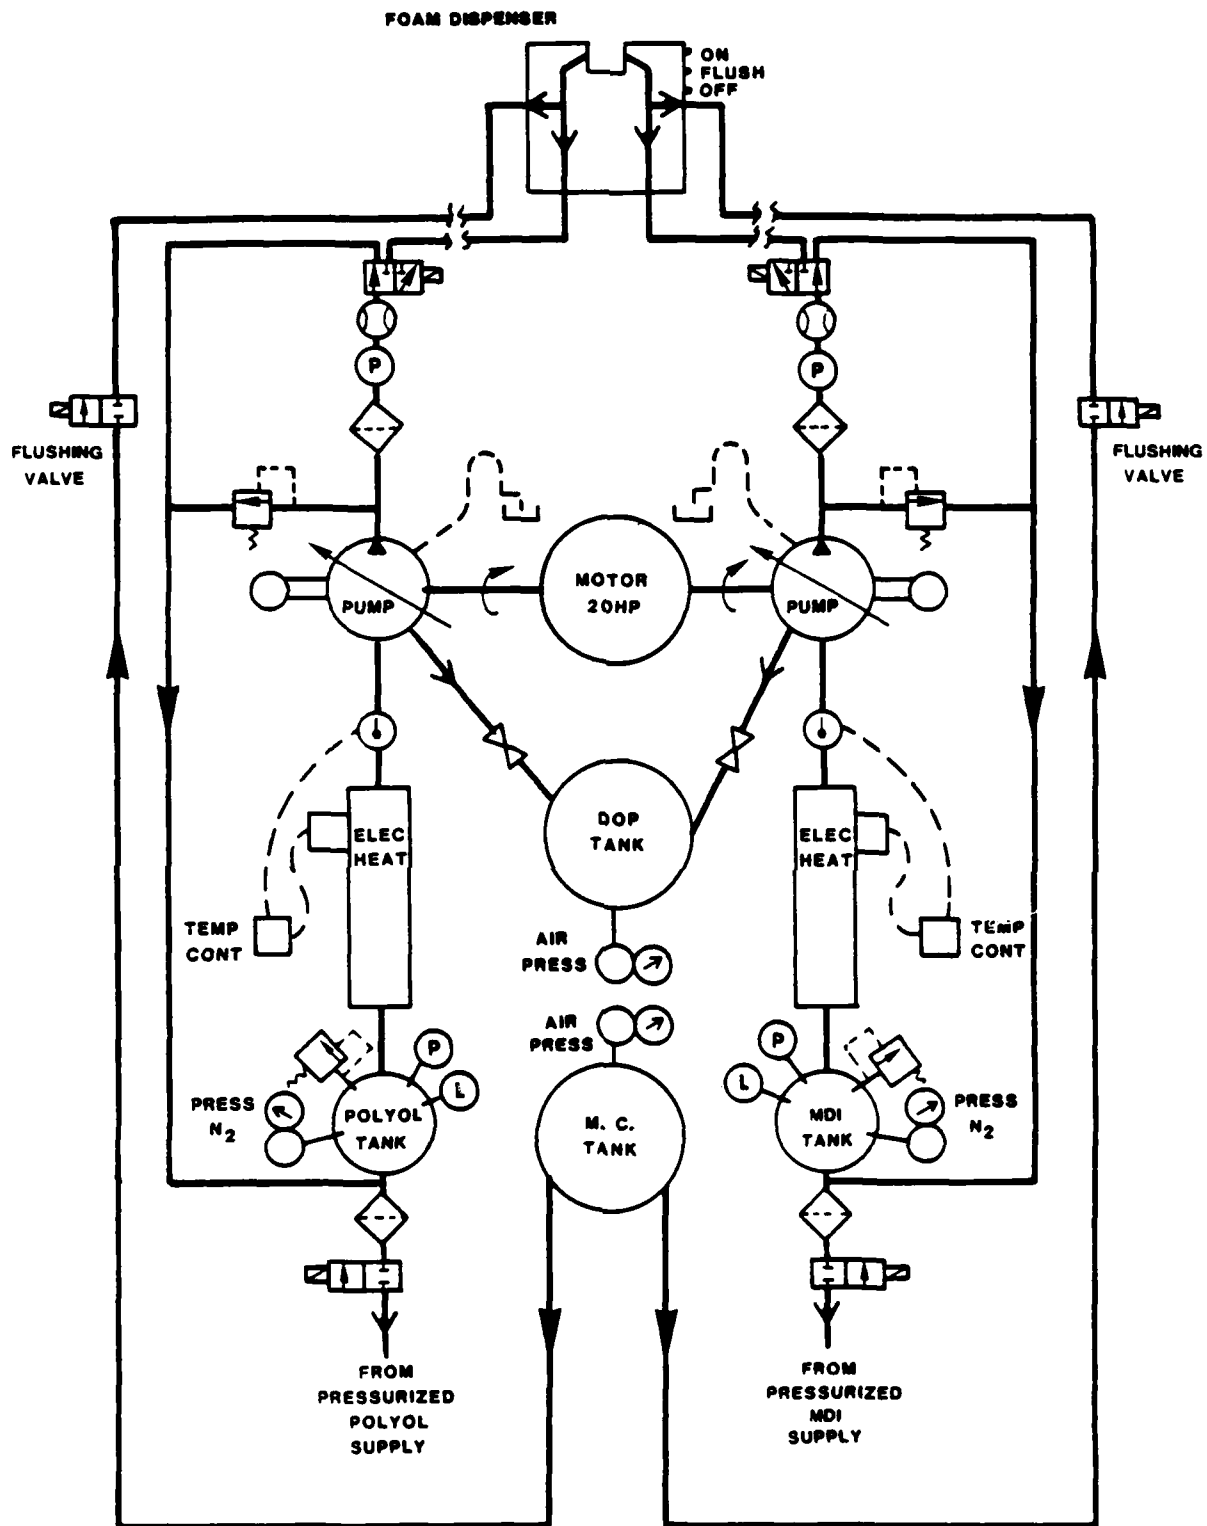 FOAM DISPENSER
ON
FLUSH
OFF
P
P
FLUSHING
VALVE
FLUSHING
VALVE
PUMP
MOTOR
20HP
PUMP
ELEC
HEAT
DOP
TANK
ELEC
HEAT
TEMP
CONT
AIR
PRESS
TEMP
CONT
AIR
PRESS
P
L
P
L
PRESS
N2
POLYOL
TANK
M. C.
TANK
MDI
TANK
PRESS
N2
FROM
PRESSURIZED
POLYOL
SUPPLY
FROM
PRESSURIZED
MDI
SUPPLY